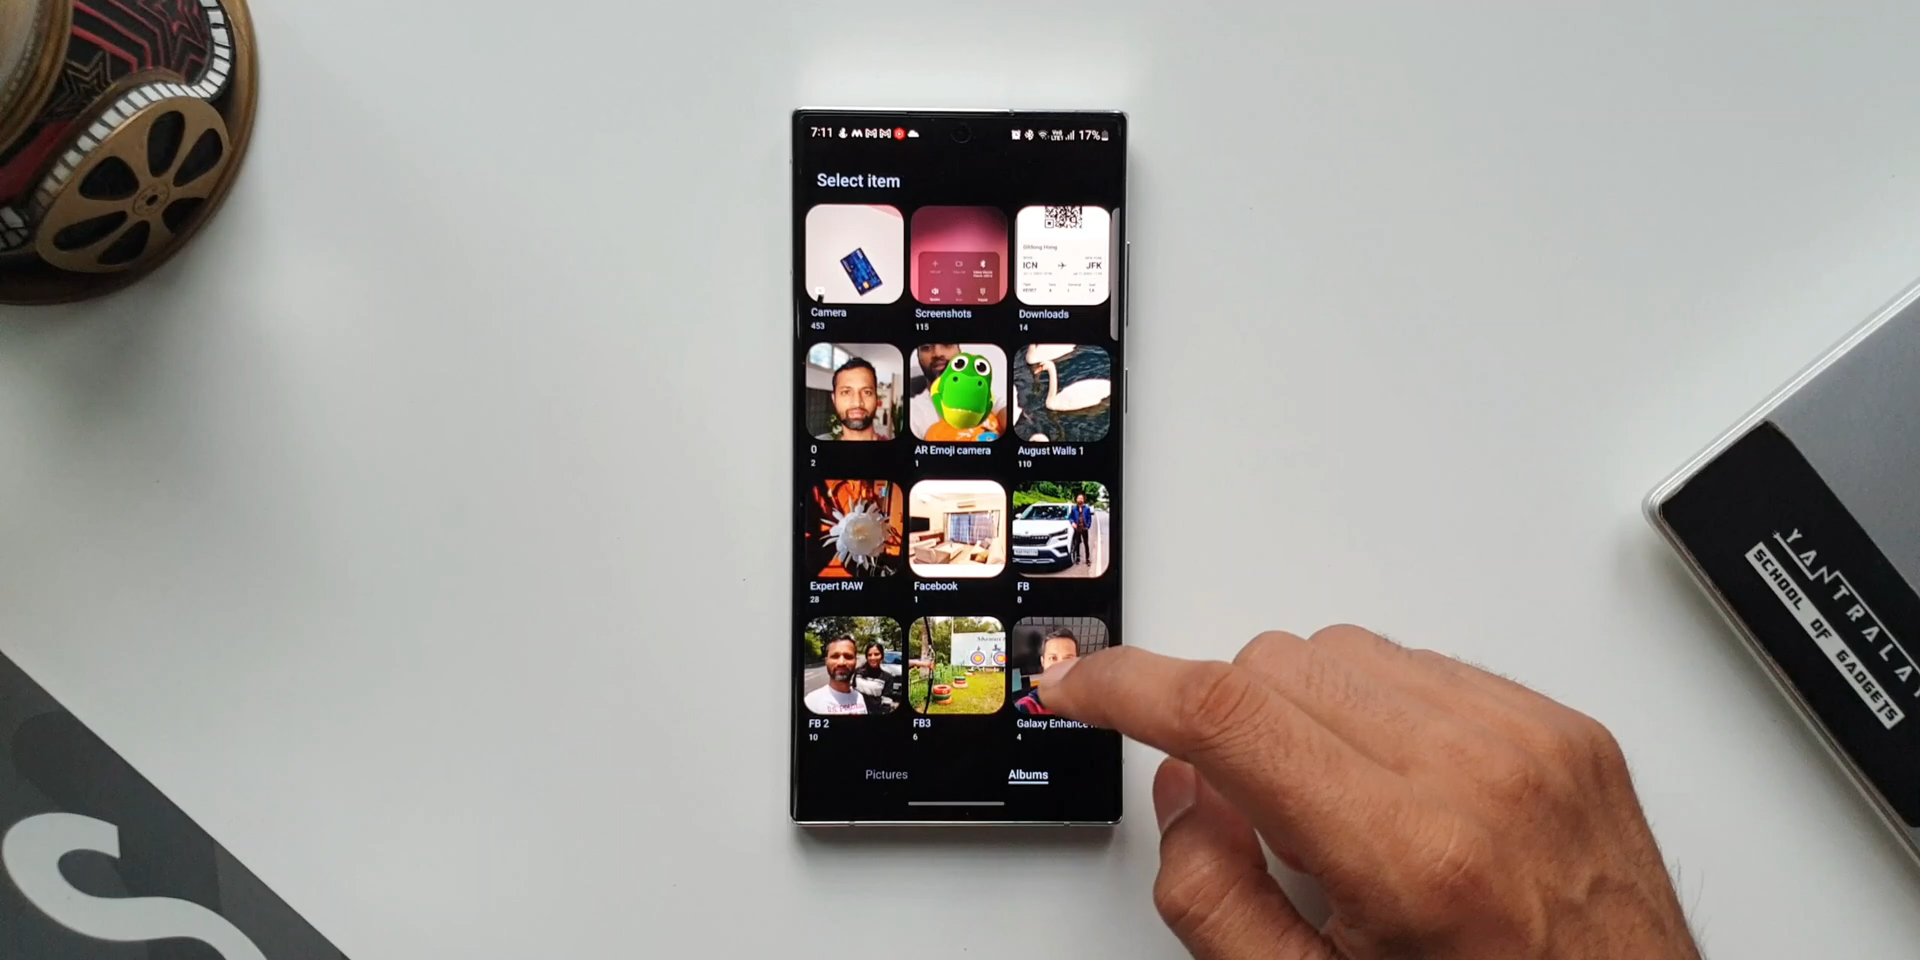 7:11
17%
Select item
Camera
453
Screenshots
115
Downloads
14
ICN
JFK
0
2
AR Emoji camera
1
August Walls 1
110
Expert RAW
28
Facebook
1
FB
8
FB 2
10
FB3
6
Galaxy Enhance
4
Pictures
Albums
YANTRALA
SCHOOL OF GADGETS
S